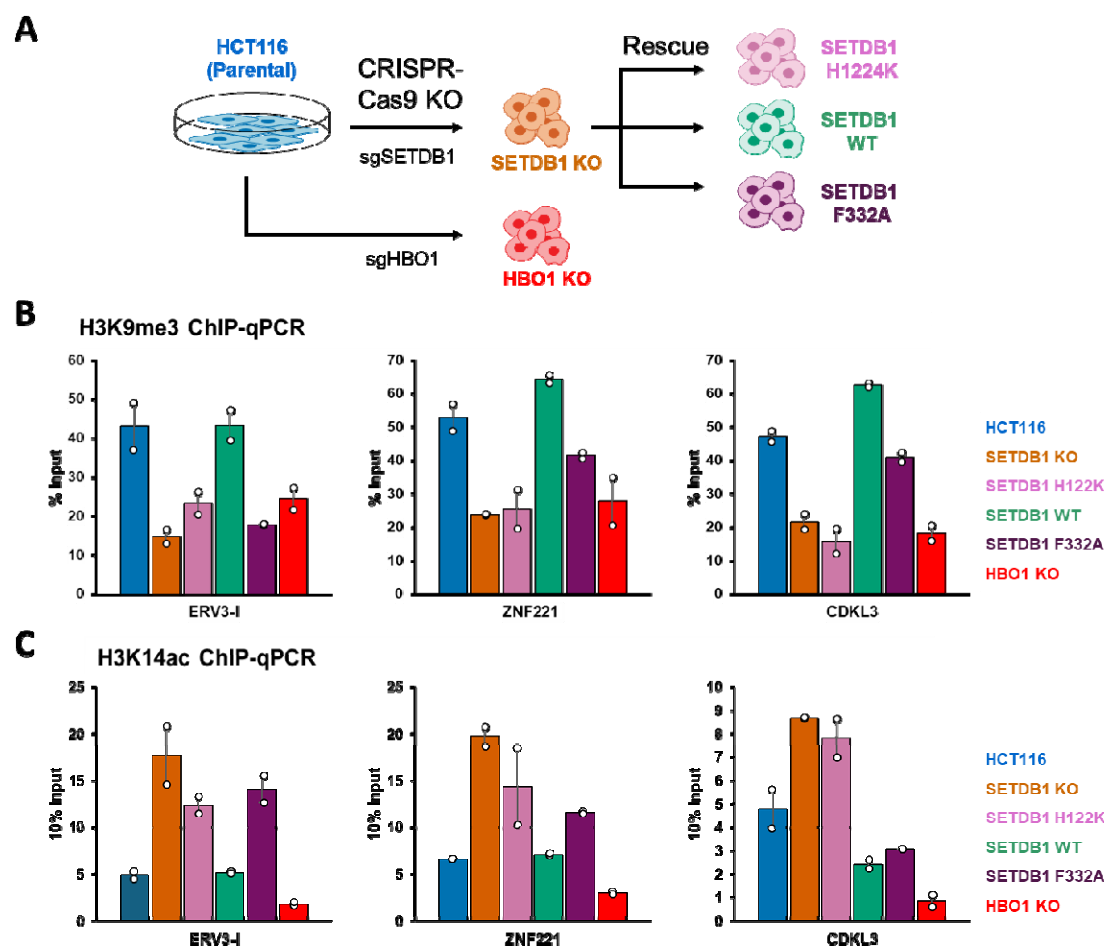 A
HCT116
(Parental)
CRISPR-
Cas9 KO
sgSETDB1
SETDB1 KO
sgHBO1
HBO1 KO
Rescue
SETDB1
H1224K
SETDB1
WT
SETDB1
F332A
B
H3K9me3 ChIP-qPCR
% Input
60
50
40
30
20
10
0
ERV3-I
% Input
70
60
50
40
30
20
10
0
ZNF221
% Input
70
60
50
40
30
20
10
0
CDKL3
HCT116
SETDB1 KO
SETDB1 H122K
SETDB1 WT
SETDB1 F332A
HBO1 KO
C
H3K14ac ChIP-qPCR
10% Input
25
20
15
10
5
0
ERV3-I
10% Input
25
20
15
10
5
0
ZNF221
10% Input
10
9
8
7
6
5
4
3
2
1
0
CDKL3
HCT116
SETDB1 KO
SETDB1 H122K
SETDB1 WT
SETDB1 F332A
HBO1 KO